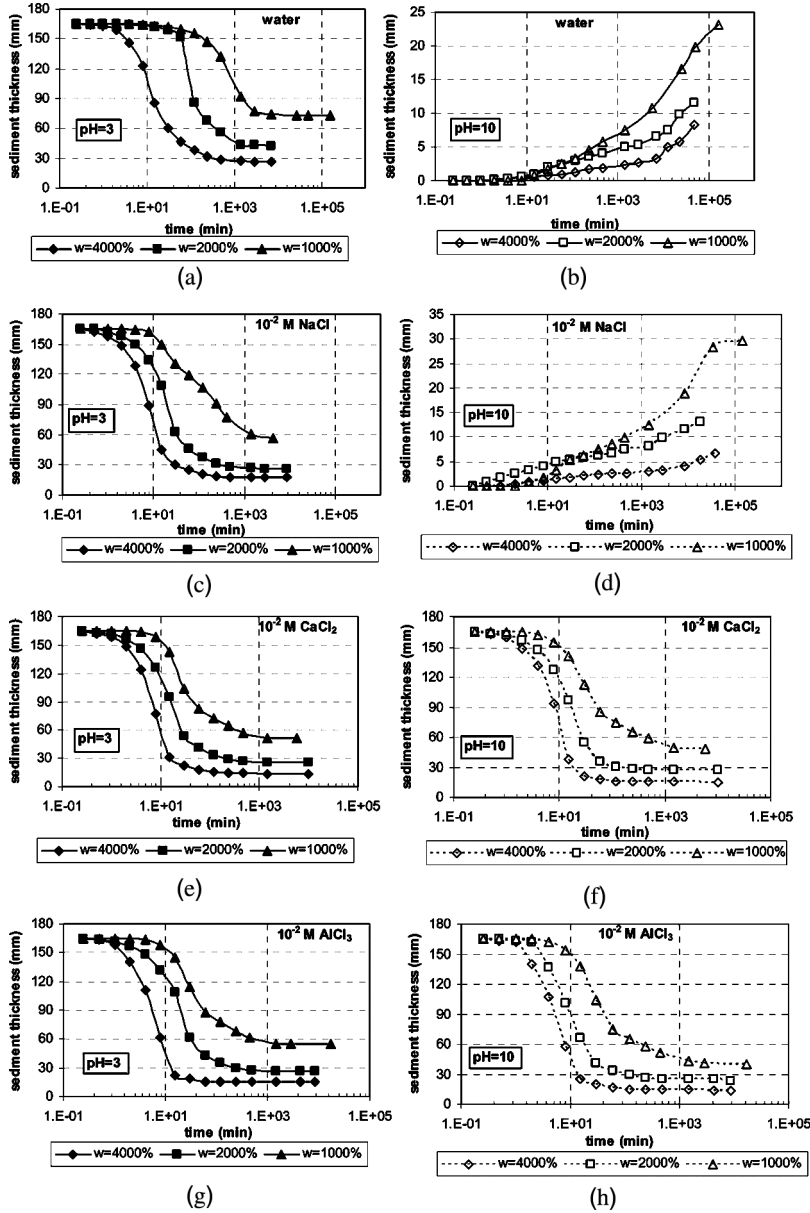 water
sediment thickness (mm)
180
150
120
90
60
30
0
pH=3
1.E-01 1.E+01 1.E+03 1.E+05
time (min)
w=4000% w=2000% w=1000%
(a)
water
sediment thickness (mm)
25
20
15
10
5
0
pH=10
1.E-01 1.E+01 1.E+03 1.E+05
time (min)
w=4000% w=2000% w=1000%
(b)
10⁻² M NaCl
sediment thickness (mm)
180
150
120
90
60
30
0
pH=3
1.E-01 1.E+01 1.E+03 1.E+05
time (min)
w=4000% w=2000% w=1000%
(c)
10⁻² M NaCl
sediment thickness (mm)
35
30
25
20
15
10
5
0
pH=10
1.E-01 1.E+01 1.E+03 1.E+05
time (min)
w=4000% w=2000% w=1000%
(d)
10⁻² M CaCl₂
sediment thickness (mm)
180
150
120
90
60
30
0
pH=3
1.E-01 1.E+01 1.E+03 1.E+05
time (min)
w=4000% w=2000% w=1000%
(e)
10⁻² M CaCl₂
sediment thickness (mm)
180
150
120
90
60
30
0
pH=10
1.E-01 1.E+01 1.E+03 1.E+05
time (min)
w=4000% w=2000% w=1000%
(f)
10⁻² M AlCl₃
sedment thickness (mm)
180
150
120
90
60
30
0
pH=3
1.E-01 1.E+01 1.E+03 1.E+05
time (min)
w=4000% w=2000% w=1000%
(g)
10⁻² M AlCl₃
sediment thickness (mm)
180
150
120
90
60
30
0
pH=10
1.E-01 1.E+01 1.E+03 1.E+05
time (min)
w=4000% w=2000% w=1000%
(h)